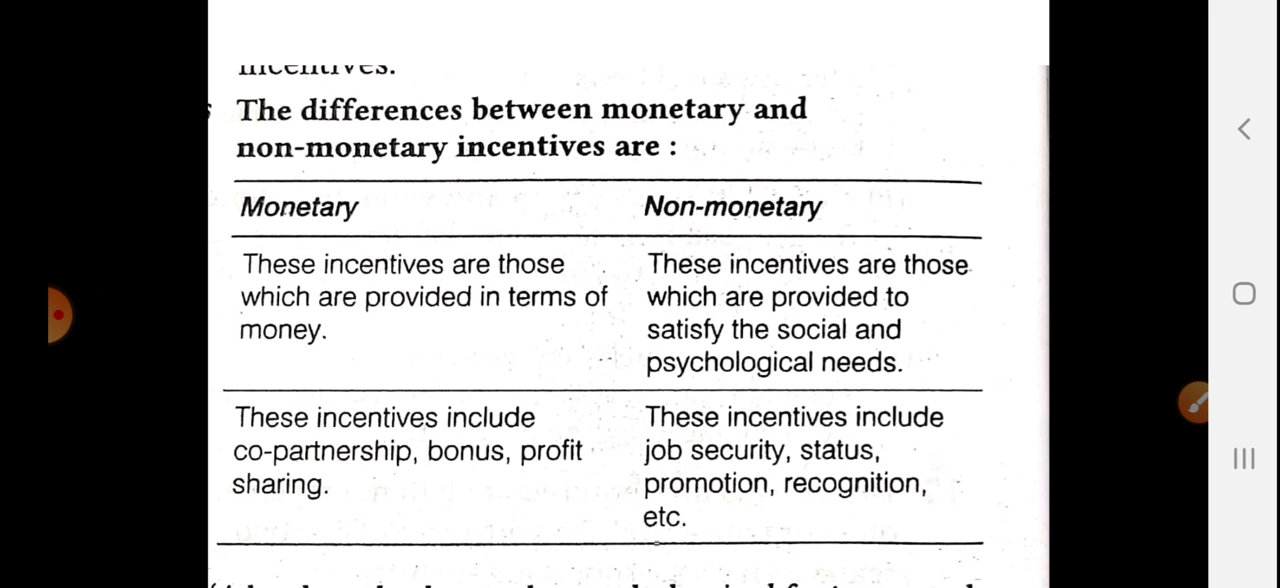 incentives.
The differences between monetary and
non-monetary incentives are :
Monetary
Non-monetary
These incentives are those
which are provided in terms of
money.
These incentives are those
which are provided to
satisfy the social and
psychological needs.
These incentives include
co-partnership, bonus, profit
sharing.
These incentives include
job security, status,
promotion, recognition,
etc.